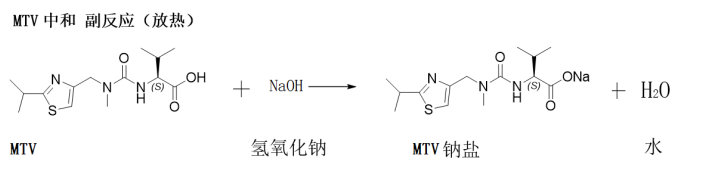 MTV中和 副反应（放热）
N S N O N H (S) OH O + NaOH N S N O N H (S) ONa O + H₂O
MTV 氢氧化钠 MTV钠盐 水